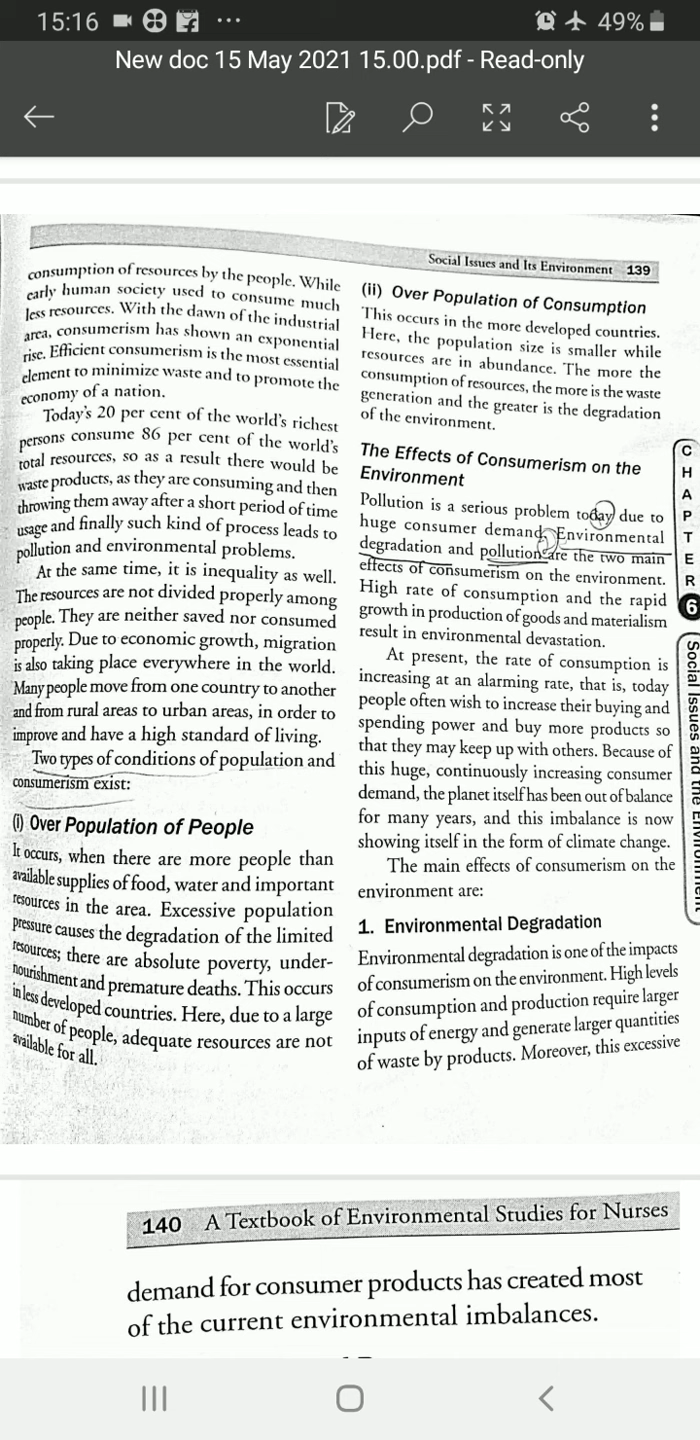 15:16
49%
New doc 15 May 2021 15.00.pdf - Read-only
Social Issues and Its Environment 139
consumption of resources by the people. While
early human society used to consume much
less resources. With the dawn of the industrial
area, consumerism has shown an exponential
rise. Efficient consumerism is the most essential
element to minimize waste and to promote the
economy of a nation.
Today's 20 per cent of the world's richest
persons consume 86 per cent of the world's
total resources, so as a result there would be
waste products, as they are consuming and then
throwing them away after a short period of time
usage and finally such kind of process leads to
pollution and environmental problems.
At the same time, it is inequality as well.
The resources are not divided properly among
people. They are neither saved nor consumed
properly. Due to economic growth, migration
is also taking place everywhere in the world.
Many people move from one country to another
and from rural areas to urban areas, in order to
improve and have a high standard of living.
Two types of conditions of population and
consumerism exist:
(i) Over Population of People
It occurs, when there are more people than
available supplies of food, water and important
resources in the area. Excessive population
pressure causes the degradation of the limited
resources; there are absolute poverty, under-
nourishment and premature deaths. This occurs
in less developed countries. Here, due to a large
number of people, adequate resources are not
available for all.
(ii) Over Population of Consumption
This occurs in the more developed countries.
Here, the population size is smaller while
resources are in abundance. The more the
consumption of resources, the more is the waste
generation and the greater is the degradation
of the environment.
The Effects of Consumerism on the
Environment
Pollution is a serious problem today due to
huge consumer demand. Environmental
degradation and pollution are the two main
effects of consumerism on the environment.
High rate of consumption and the rapid
growth in production of goods and materialism
result in environmental devastation.
At present, the rate of consumption is
increasing at an alarming rate, that is, today
people often wish to increase their buying and
spending power and buy more products so
that they may keep up with others. Because of
this huge, continuously increasing consumer
demand, the planet itself has been out of balance
for many years, and this imbalance is now
showing itself in the form of climate change.
The main effects of consumerism on the
environment are:
1. Environmental Degradation
Environmental degradation is one of the impacts
of consumerism on the environment. High levels
of consumption and production require larger
inputs of energy and generate larger quantities
of waste by products. Moreover, this excessive
CHAPTER
6
Social Issues and the Environment
140 A Textbook of Environmental Studies for Nurses
demand for consumer products has created most
of the current environmental imbalances.